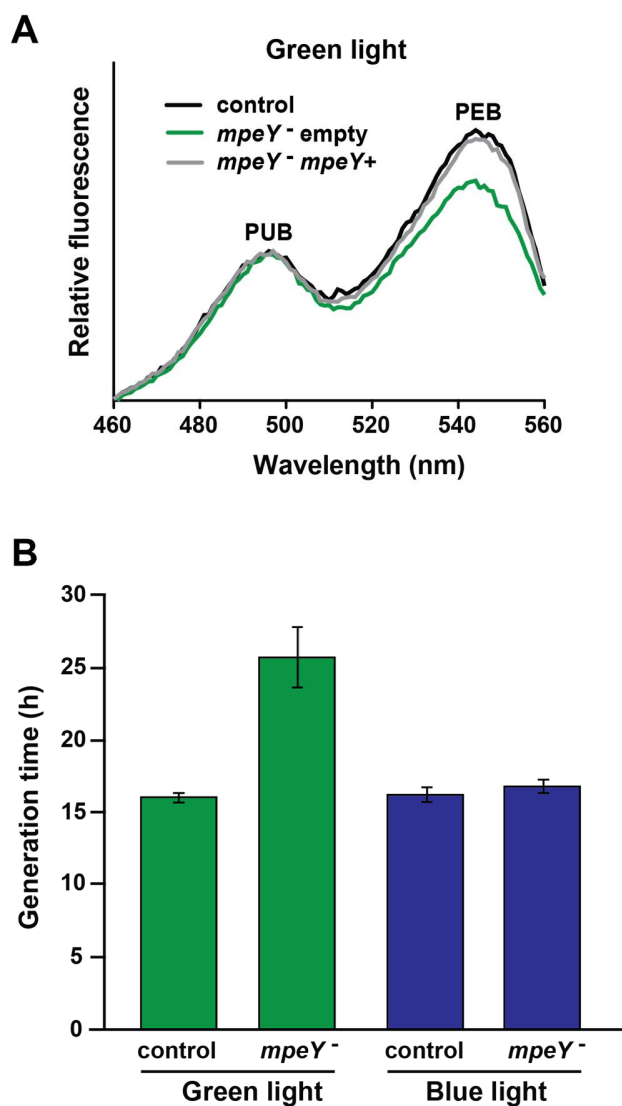 A
Green light
control
mpeY - empty
mpeY - mpeY+
PUB
PEB
Relative fluorescence
460 480 500 520 540 560
Wavelength (nm)
B
30
25
20
15
10
5
0
Generation time (h)
control mpeY - control mpeY -
Green light Blue light